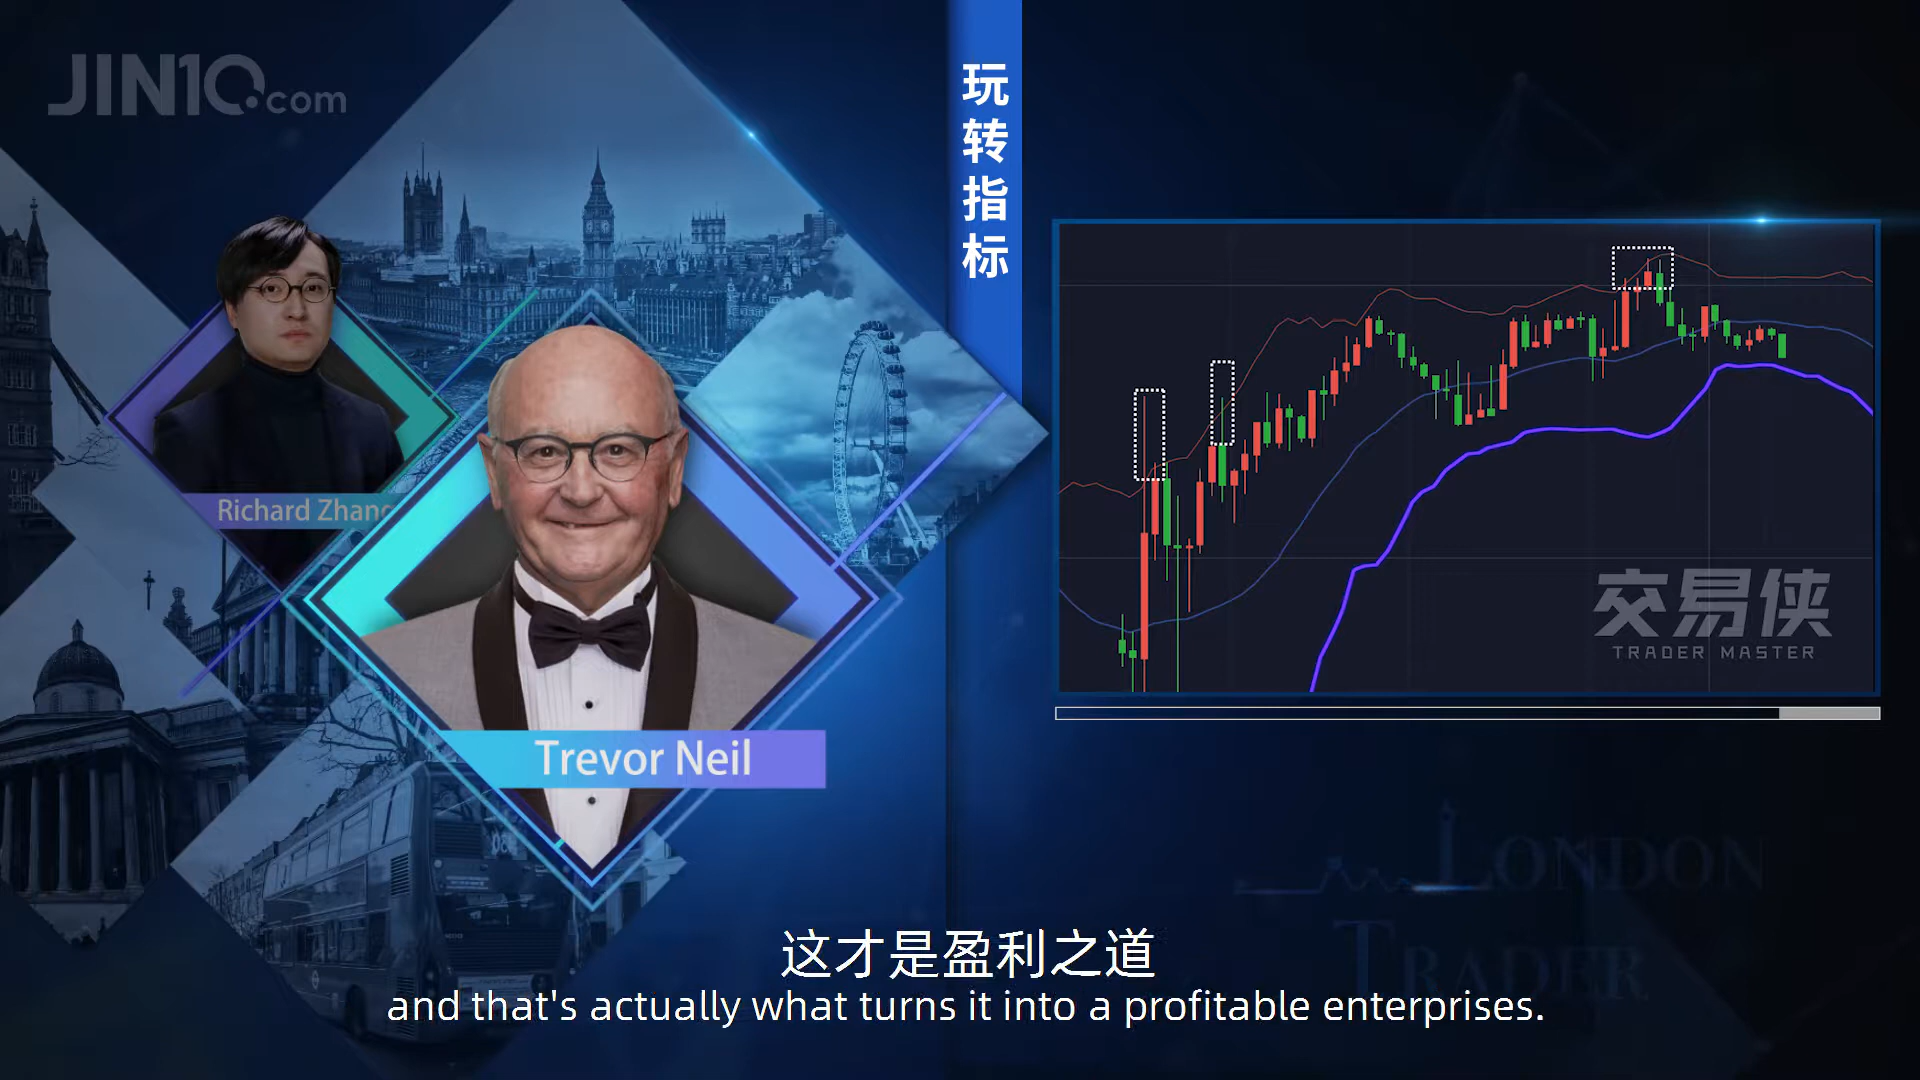 JIN10.com
玩转指标
Richard Zhang
Trevor Neil
交易侠
TRADER MASTER
LONDON
TRADER
这才是盈利之道
and that's actually what turns it into a profitable enterprises.